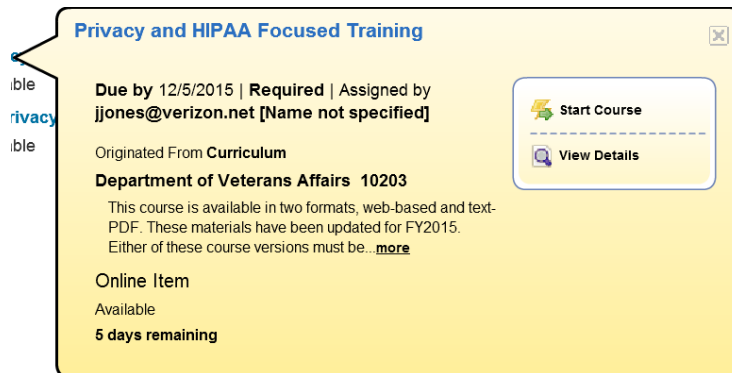 Privacy and HIPAA Focused Training
Due by 12/5/2015 | Required | Assigned by
jjones@verizon.net [Name not specified]
Originated From Curriculum
Department of Veterans Affairs 10203
This course is available in two formats, web-based and text-
PDF. These materials have been updated for FY2015.
Either of these course versions must be...more
Online Item
Available
5 days remaining
Start Course
View Details